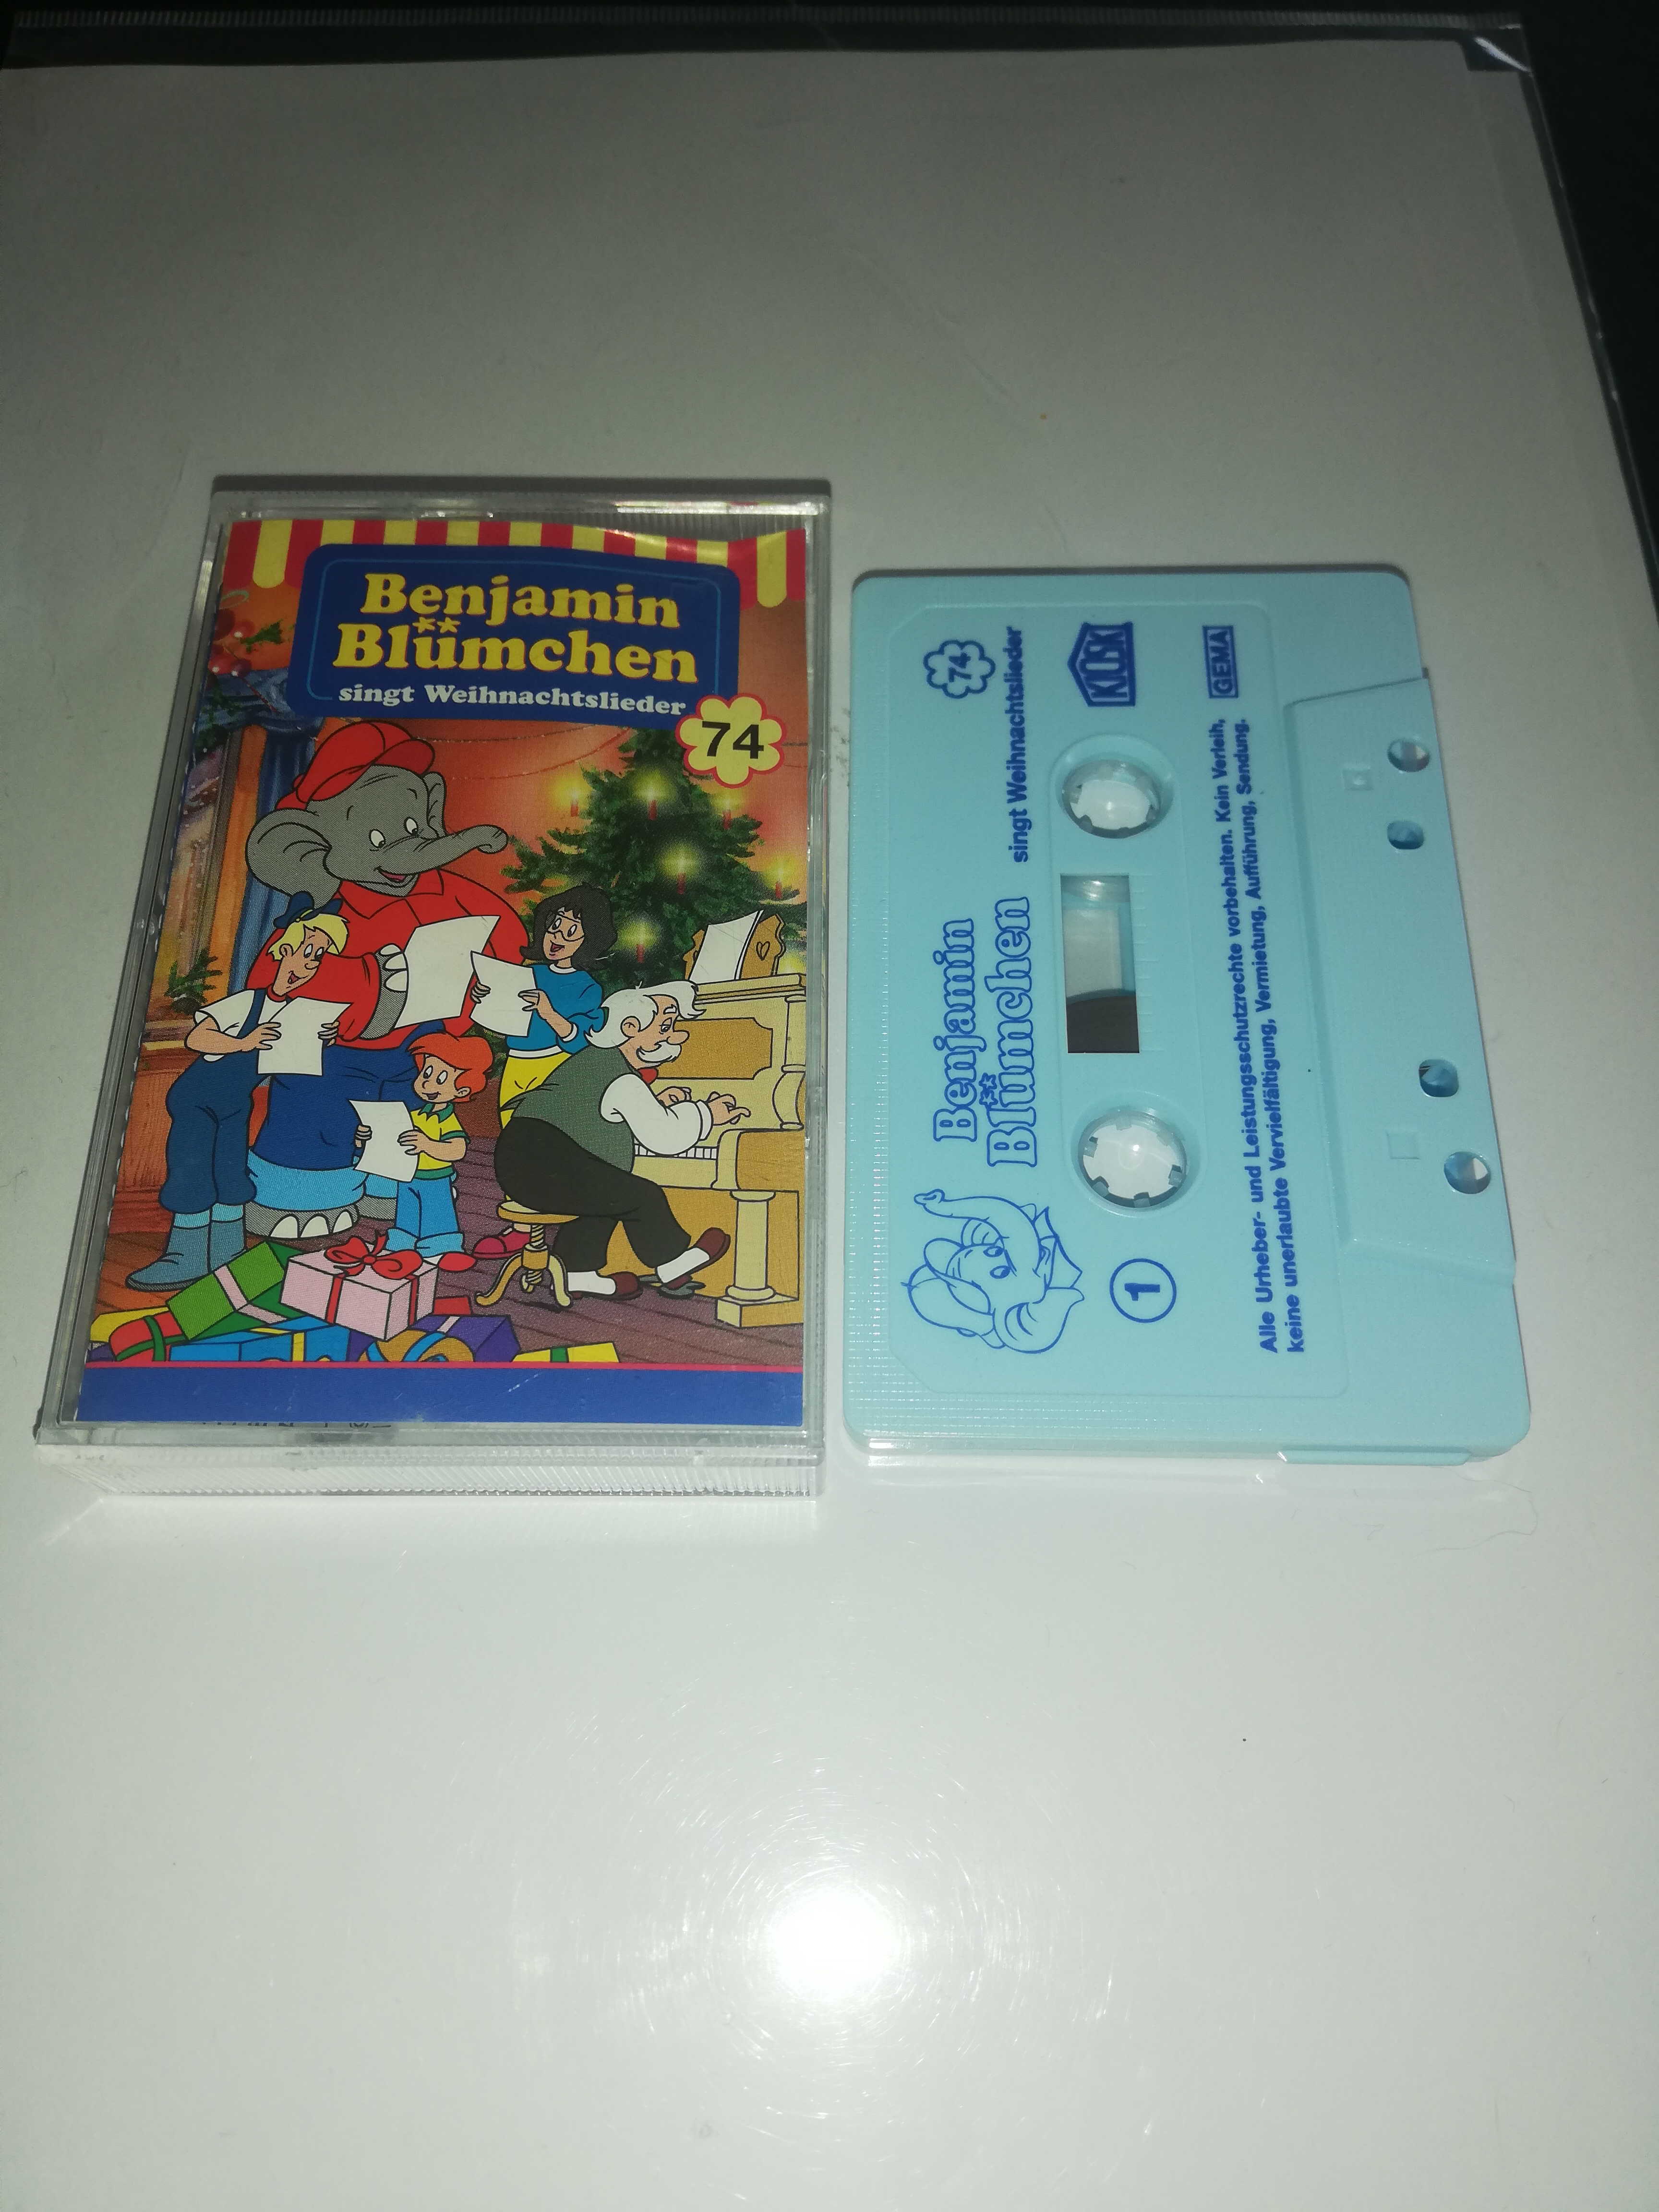 Benjamin
Blümchen
singt Weihnachtslieder
74
Benjamin
Blümchen
singt Weihnachtslieder
74
1
KIOSK
Alle Urheber- und Leistungsschutzrechte vorbehalten. Kein Verleih,
keine unerlaubte Vervielfältigung, Vermietung, Aufführung, Sendung.
GEMA